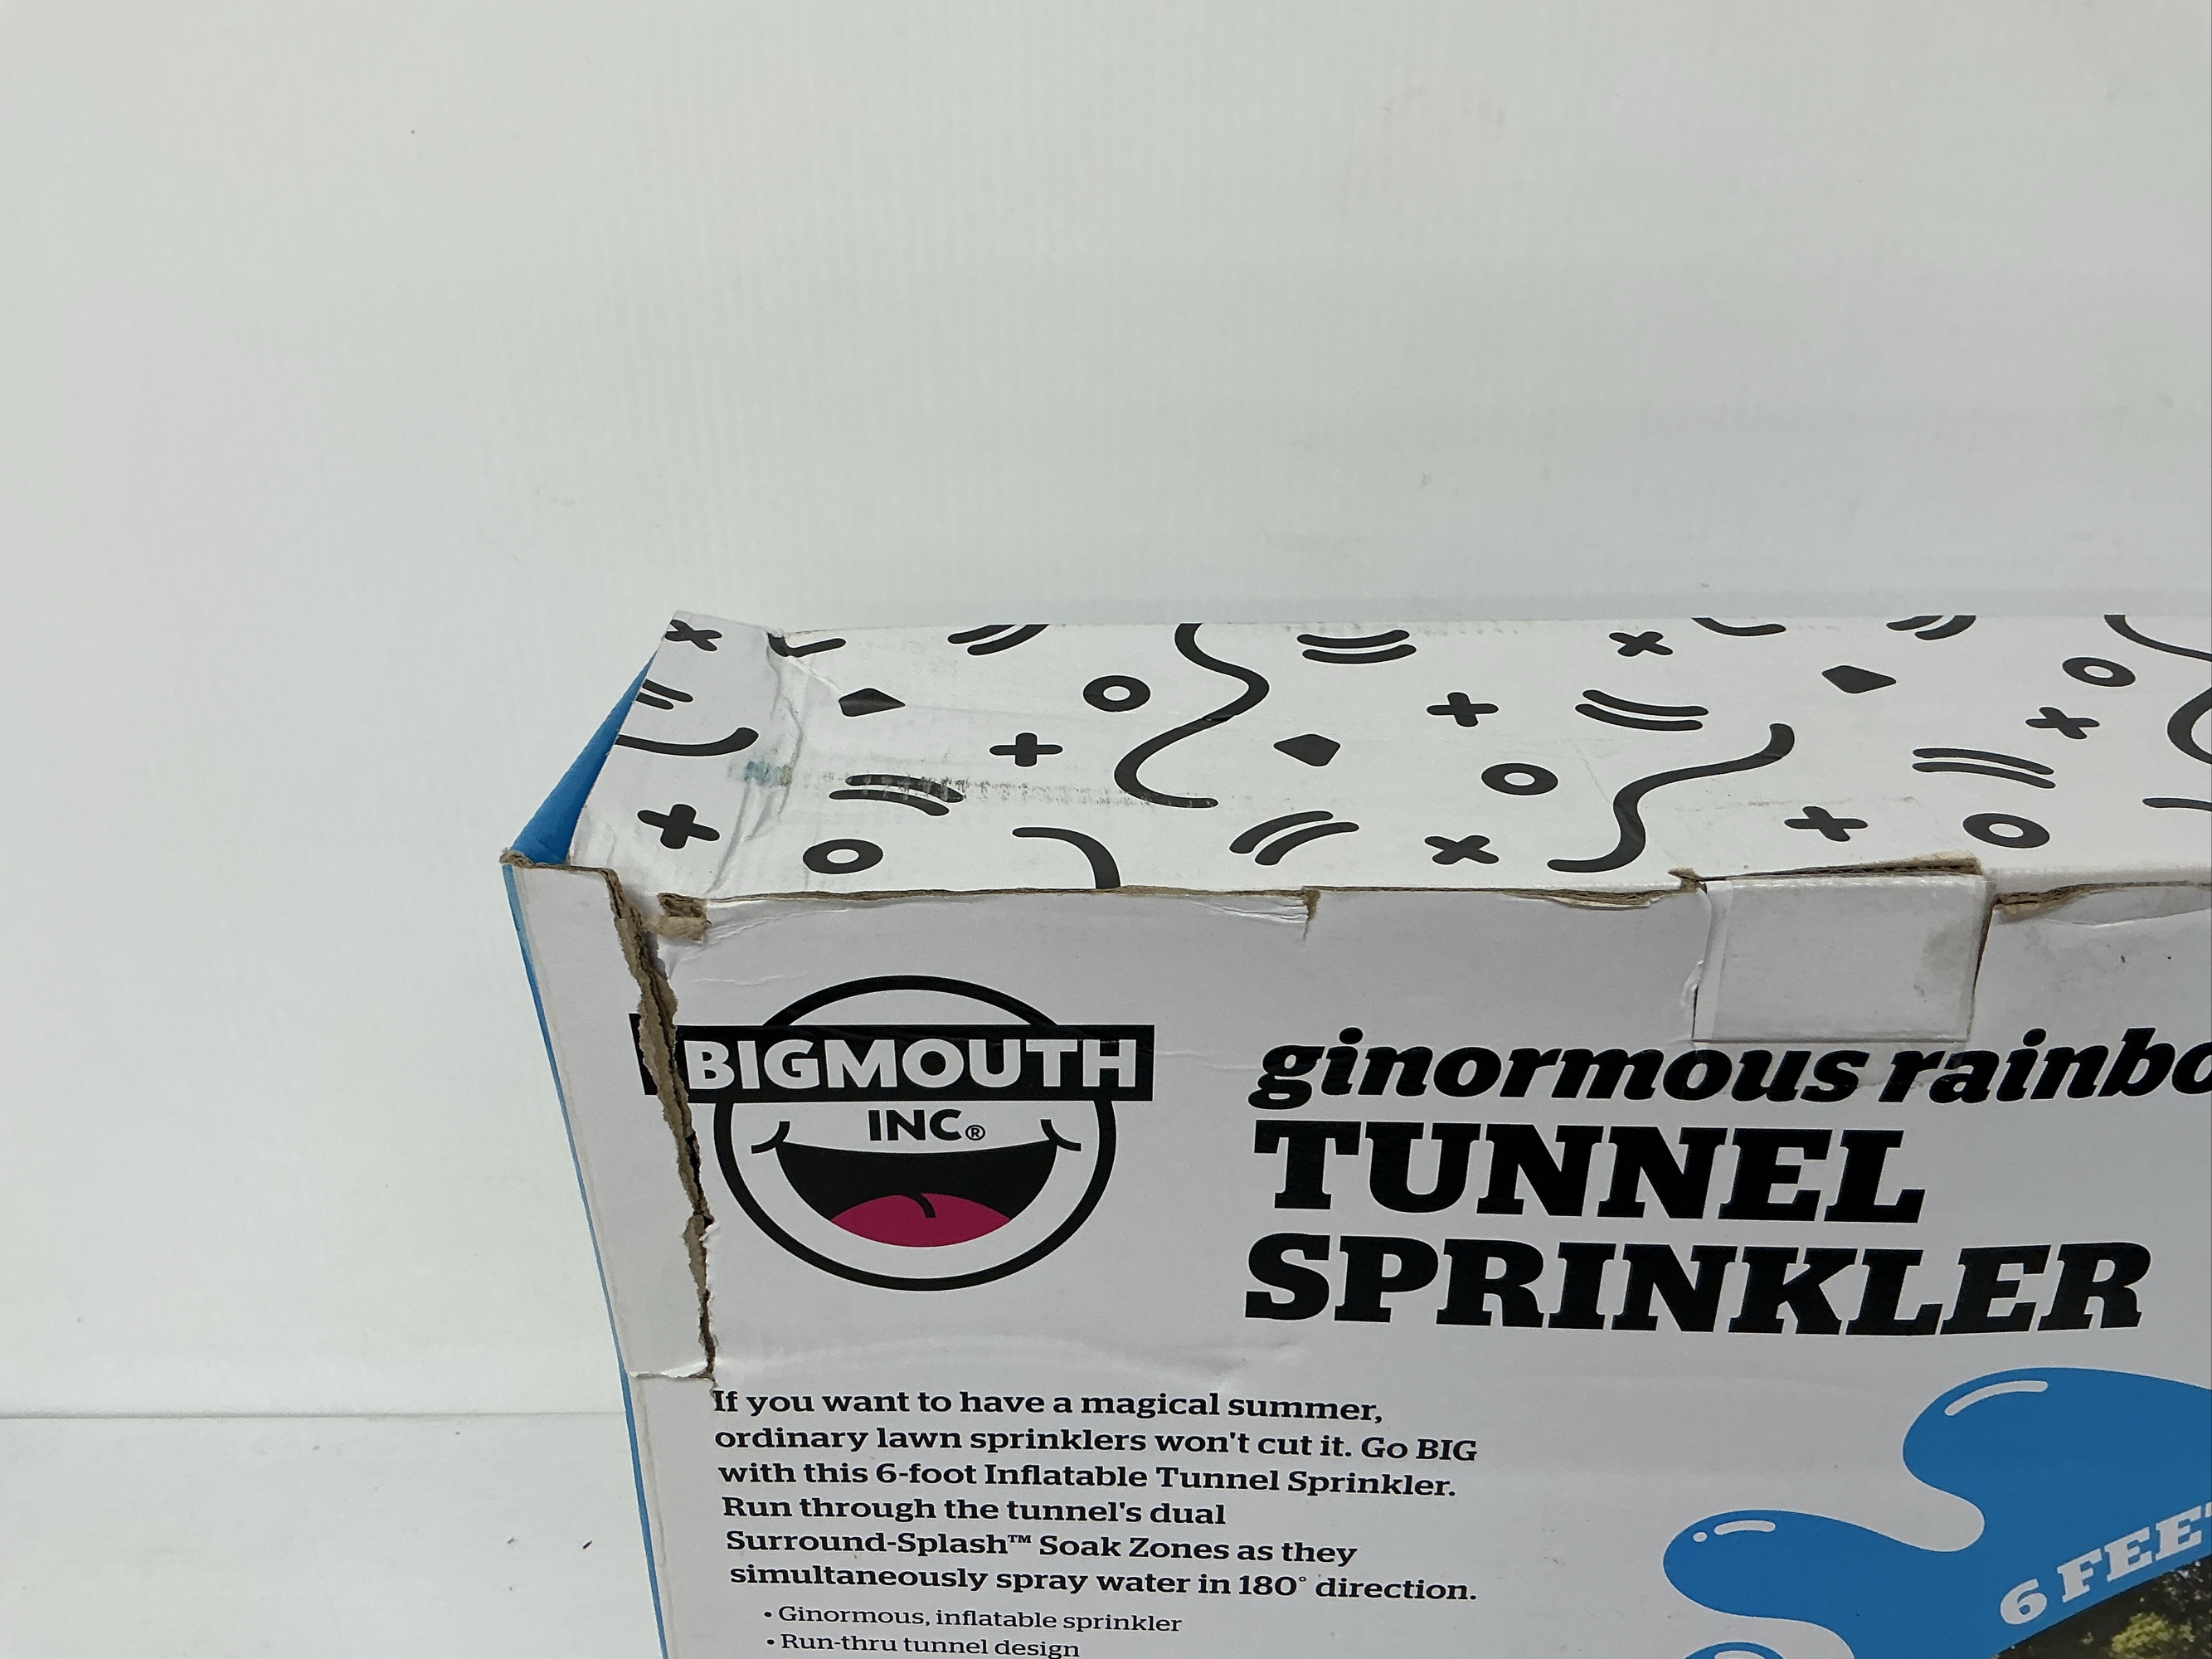 BIGMOUTH
INC.®
ginormous
TUNNEL
SPRINKLER
If you want to have a magical summer,
ordinary lawn sprinklers won't cut it. Go BIG
with this 6-foot Inflatable Tunnel Sprinkler.
Run through the tunnel's dual
Surround-Splash™ Soak Zones as they
simultaneously spray water in 180° direction.
• Ginormous, inflatable sprinkler
• Run-thru tunnel design
6